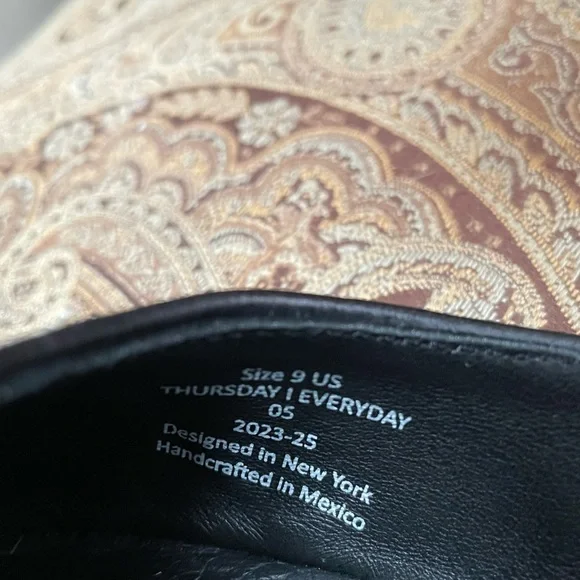 Size 9 US
THURSDAY | EVERYDAY
05
2023-25
Designed in New York
Handcrafted in Mexico